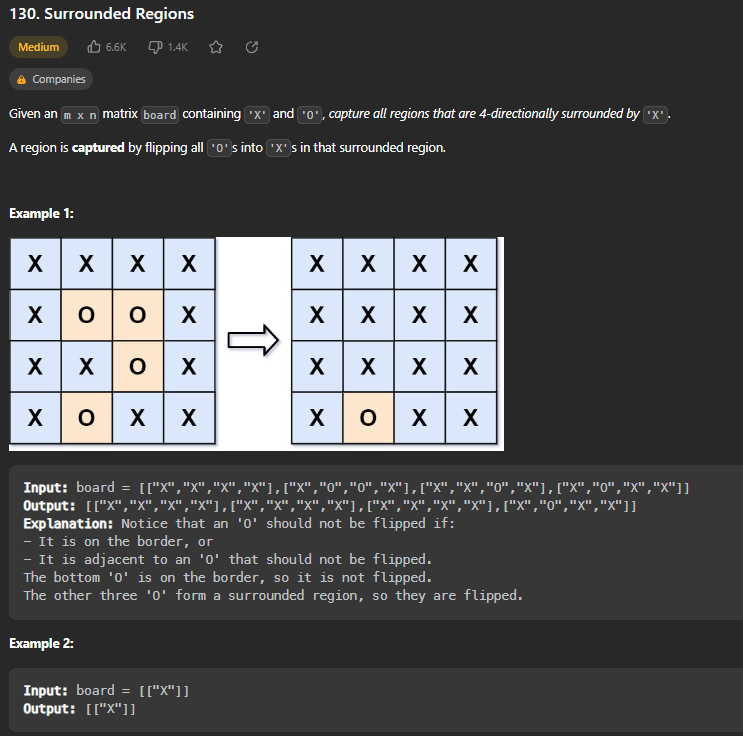 130. Surrounded Regions
Medium 6.6K 1.4K
Companies
Given an m x n matrix board containing 'X' and 'O', capture all regions that are 4-directionally surrounded by 'X'.
A region is captured by flipping all 'O's into 'X's in that surrounded region.
Example 1:
X X X X X X X X
X O O X X X X X
X X O X X X X X
X O X X X O X X
Input: board = [["X","X","X","X"],["X","O","O","X"],["X","X","O","X"],["X","O","X","X"]]
Output: [["X","X","X","X"],["X","X","X","X"],["X","X","X","X"],["X","O","X","X"]]
Explanation: Notice that an 'O' should not be flipped if:
- It is on the border, or
- It is adjacent to an 'O' that should not be flipped.
The bottom 'O' is on the border, so it is not flipped.
The other three 'O' form a surrounded region, so they are flipped.
Example 2:
Input: board = [["X"]]
Output: [["X"]]